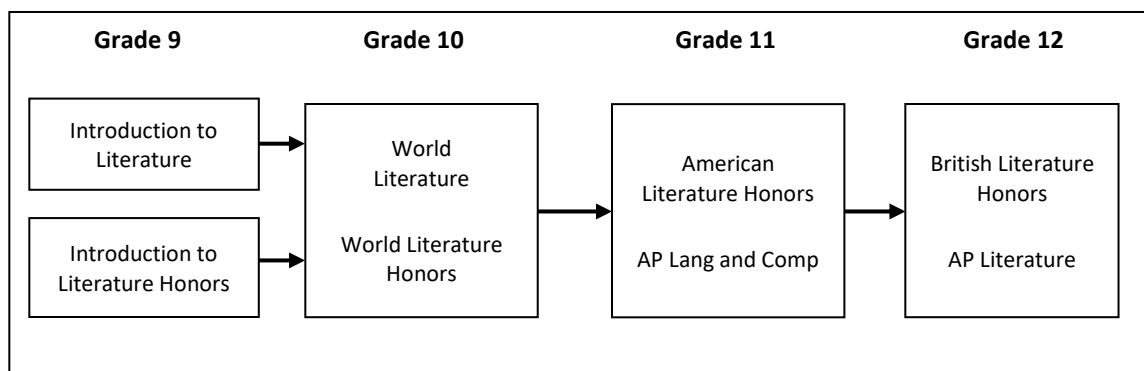 Grade 9
Grade 10
Grade 11
Grade 12
Introduction to
Literature
Introduction to
Literature Honors
World
Literature
World Literature
Honors
American
Literature Honors
AP Lang and Comp
British Literature
Honors
AP Literature